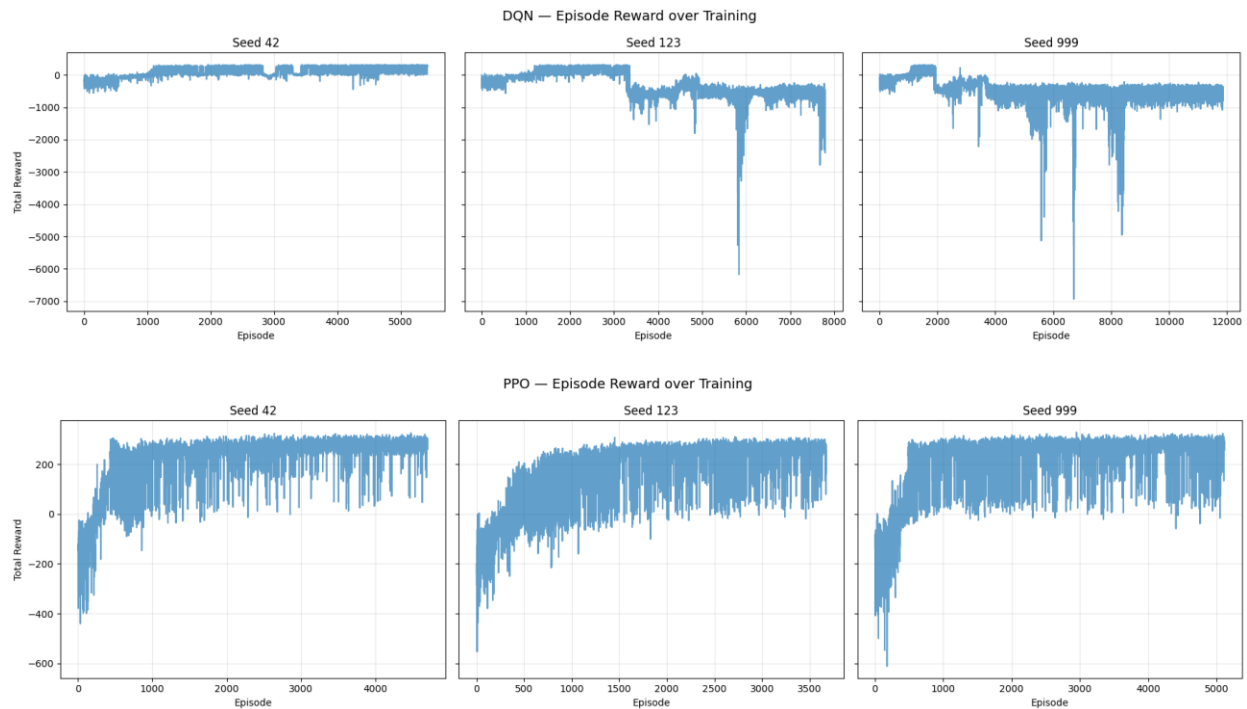 DQN — Episode Reward over Training
Seed 42
Seed 123
Seed 999
Total Reward
0
−1000
−2000
−3000
−4000
−5000
−6000
−7000
0 1000 2000 3000 4000 5000
0 1000 2000 3000 4000 5000 6000 7000 8000
0 2000 4000 6000 8000 10000 12000
Episode
Episode
Episode
PPO — Episode Reward over Training
Seed 42
Seed 123
Seed 999
Total Reward
200
0
−200
−400
−600
0 1000 2000 3000 4000
0 500 1000 1500 2000 2500 3000 3500
0 1000 2000 3000 4000 5000
Episode
Episode
Episode